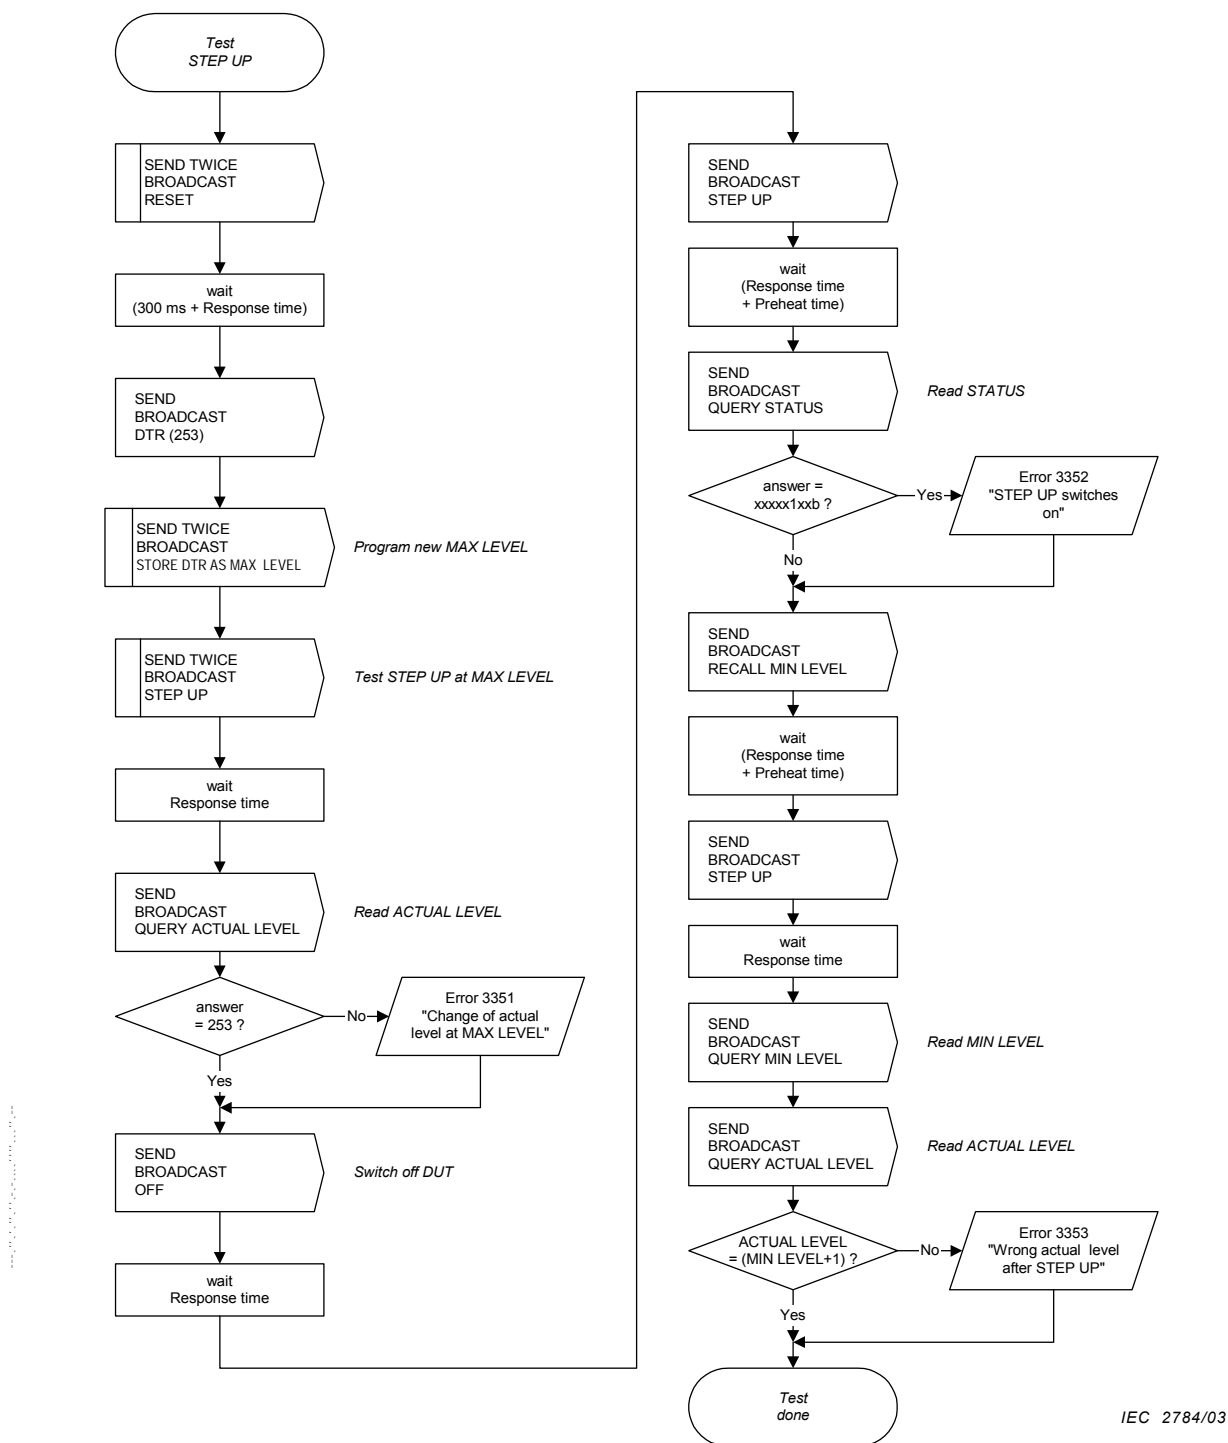 Test
STEP UP
SEND TWICE
BROADCAST
RESET
wait
(300 ms + Response time)
SEND
BROADCAST
DTR (253)
SEND TWICE
BROADCAST
STORE DTR AS MAX LEVEL
Program new MAX LEVEL
SEND TWICE
BROADCAST
STEP UP
Test STEP UP at MAX LEVEL
wait
Response time
SEND
BROADCAST
QUERY ACTUAL LEVEL
Read ACTUAL LEVEL
answer
= 253 ?
No
Error 3351
"Change of actual
level at MAX LEVEL"
Yes
SEND
BROADCAST
OFF
Switch off DUT
wait
Response time
SEND
BROADCAST
STEP UP
wait
(Response time
+ Preheat time)
SEND
BROADCAST
QUERY STATUS
Read STATUS
answer =
xxxxx1xxb ?
Yes
Error 3352
"STEP UP switches
on"
No
SEND
BROADCAST
RECALL MIN LEVEL
wait
(Response time
+ Preheat time)
SEND
BROADCAST
STEP UP
wait
Response time
SEND
BROADCAST
QUERY MIN LEVEL
Read MIN LEVEL
SEND
BROADCAST
QUERY ACTUAL LEVEL
Read ACTUAL LEVEL
ACTUAL LEVEL
= (MIN LEVEL+1) ?
No
Error 3353
"Wrong actual level
after STEP UP"
Yes
Test
done
IEC 2784/03